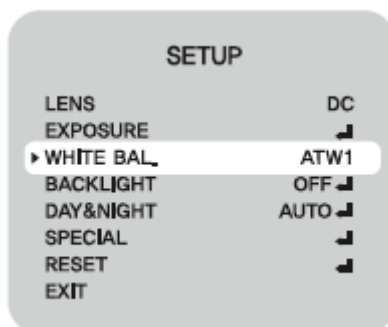 SETUP
LENS DC
EXPOSURE ↲
▸ WHITE BAL. ATW1
BACKLIGHT OFF ↲
DAY&NIGHT AUTO ↲
SPECIAL ↲
RESET ↲
EXIT